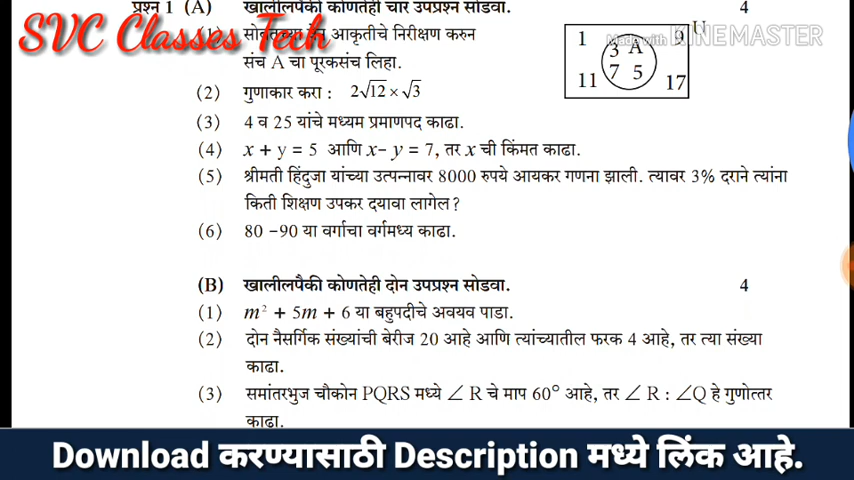 प्रश्न 1 (A) खालीलपैकी कोणतेही चार उपप्रश्न सोडवा. 4
SVC Classes Tech
आकृतीचे निरीक्षण करुन
संच A चा पूरकसंच लिहा.
U
1 3 A 9
7 5
11 17
Made with KINEMASTER
(2) गुणाकार करा : 2√12 × √3
(3) 4 व 25 यांचे मध्यम प्रमाणपद काढा.
(4) x + y = 5 आणि x– y = 7, तर x ची किंमत काढा.
(5) श्रीमती हिंदुजा यांच्या उत्पन्नावर 8000 रुपये आयकर गणना झाली. त्यावर 3% दराने त्यांना
किती शिक्षण उपकर दयावा लागेल?
(6) 80 –90 या वर्गाचा वर्गमध्य काढा.
(B) खालीलपैकी कोणतेही दोन उपप्रश्न सोडवा. 4
(1) m² + 5m + 6 या बहुपदीचे अवयव पाडा.
(2) दोन नैसर्गिक संख्यांची बेरीज 20 आहे आणि त्यांच्यातील फरक 4 आहे, तर त्या संख्या
काढा.
(3) समांतरभुज चौकोन PQRS मध्ये ∠ R चे माप 60° आहे, तर ∠ R : ∠Q हे गुणोत्तर
काढा.
Download करण्यासाठी Description मध्ये लिंक आहे.